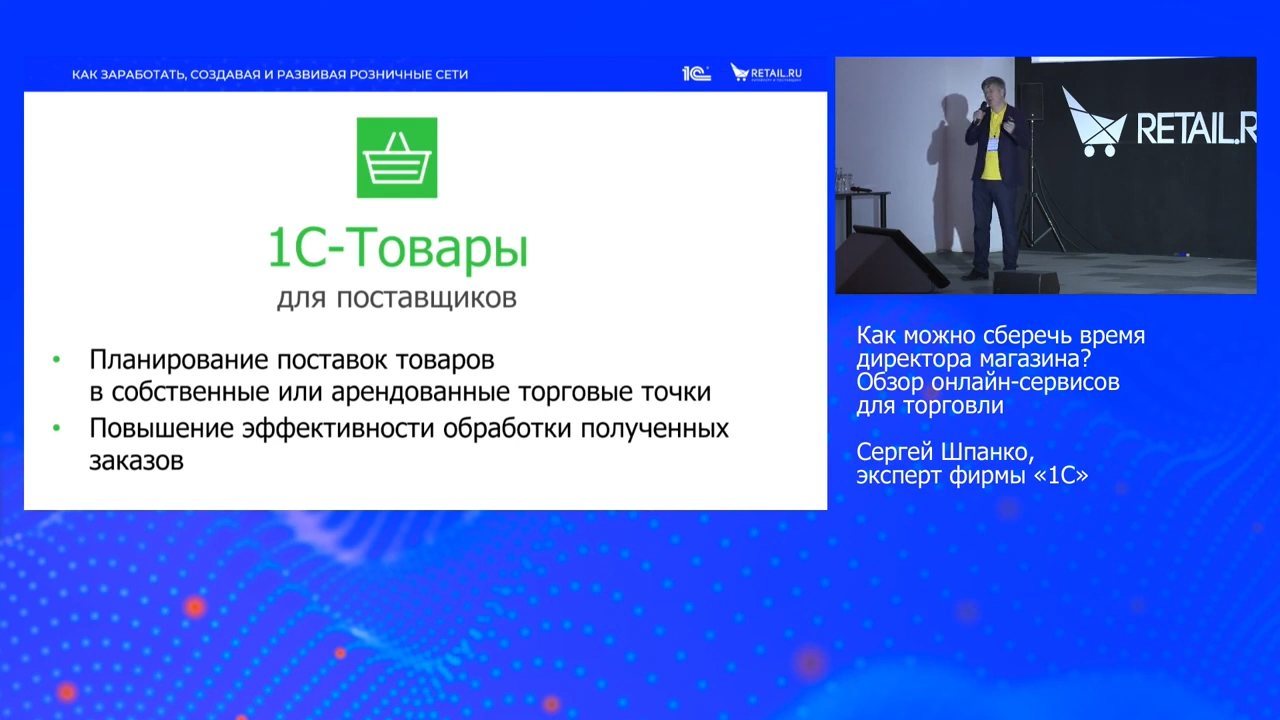 КАК ЗАРАБОТАТЬ, СОЗДАВАЯ И РАЗВИВАЯ РОЗНИЧНЫЕ СЕТИ
1С
RETAIL.RU
1С-Товары
для поставщиков
• Планирование поставок товаров
в собственные или арендованные торговые точки
• Повышение эффективности обработки полученных
заказов
RETAIL.R
Как можно сберечь время
директора магазина?
Обзор онлайн-сервисов
для торговли
Сергей Шпанко,
эксперт фирмы «1С»